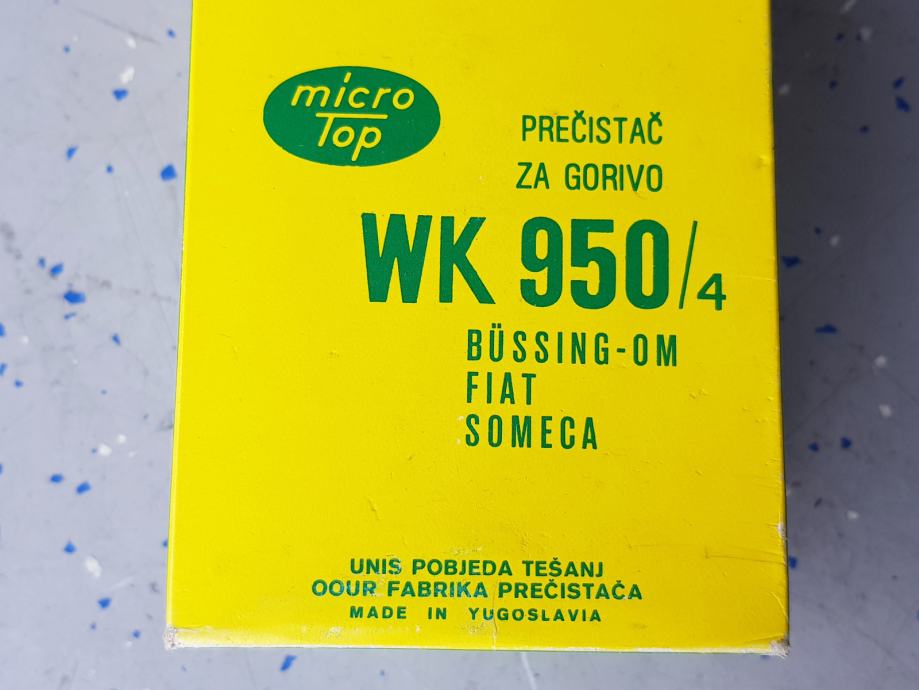 micro
Top
PREČISTAČ
ZA GORIVO
WK 950/4
BÜSSING-OM
FIAT
SOMECA
UNIS POBJEDA TEŠANJ
OOUR FABRIKA PREČISTAČA
MADE IN YUGOSLAVIA